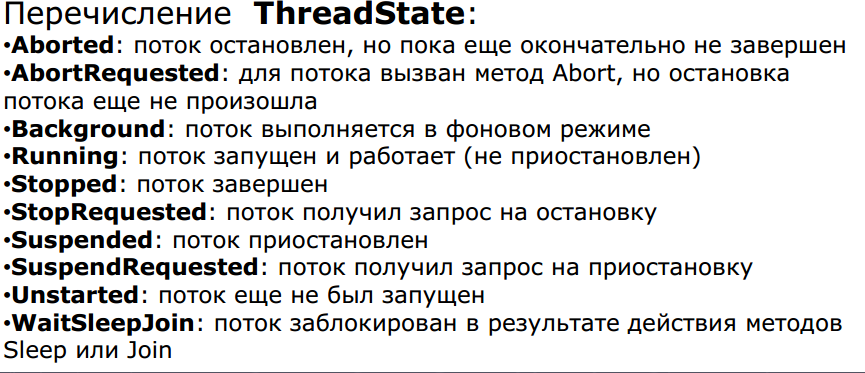 Перечисление ThreadState:
•Aborted: поток остановлен, но пока еще окончательно не завершен
•AbortRequested: для потока вызван метод Abort, но остановка
потока еще не произошла
•Background: поток выполняется в фоновом режиме
•Running: поток запущен и работает (не приостановлен)
•Stopped: поток завершен
•StopRequested: поток получил запрос на остановку
•Suspended: поток приостановлен
•SuspendRequested: поток получил запрос на приостановку
•Unstarted: поток еще не был запущен
•WaitSleepJoin: поток заблокирован в результате действия методов
Sleep или Join